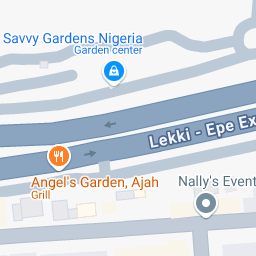 Savvy Gardens Nigeria
Garden center
Lekki - Epe Ex
Angel's Garden, Ajah
Grill
Nally's Event